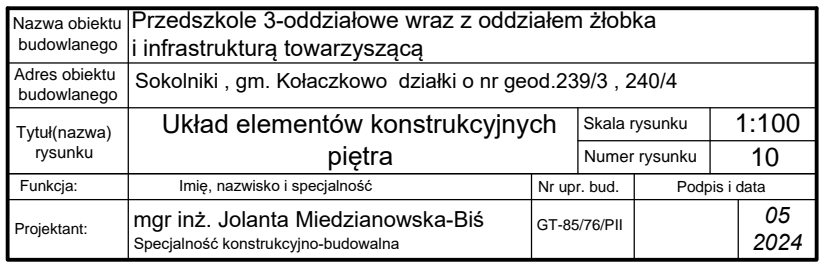 Nazwa obiektu budowlanego
Przedszkole 3-oddziałowe wraz z oddziałem żłobka
i infrastrukturą towarzyszącą
Adres obiektu budowlanego
Sokolniki , gm. Kołaczkowo działki o nr geod.239/3 , 240/4
Tytuł(nazwa) rysunku
Układ elementów konstrukcyjnych
piętra
Skala rysunku
1:100
Numer rysunku
10
Funkcja:
Imię, nazwisko i specjalność
Nr upr. bud.
Podpis i data
Projektant:
mgr inż. Jolanta Miedzianowska-Biś
Specjalność konstrukcyjno-budowalna
GT-85/76/PII
05
2024